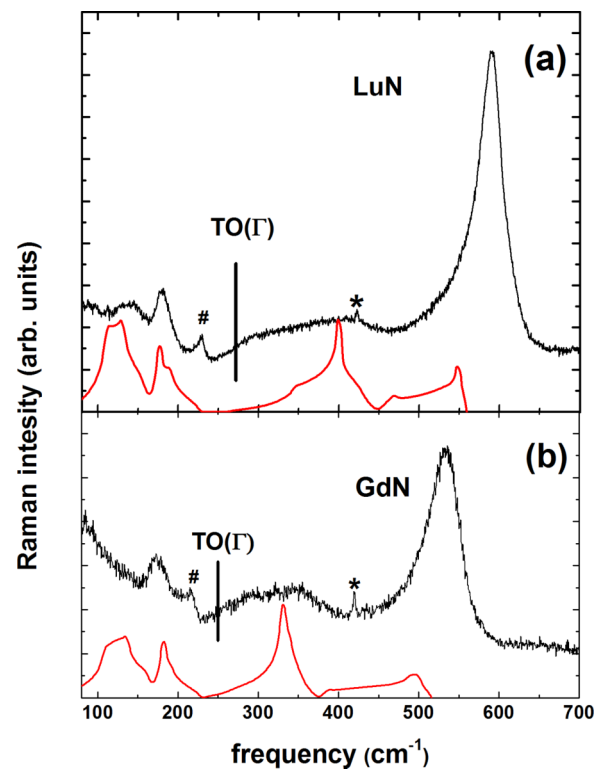 (a)
LuN
TO(Γ)
#
*
(b)
GdN
TO(Γ)
#
*
Raman intesity (arb. units)
100 200 300 400 500 600 700
frequency (cm-1)